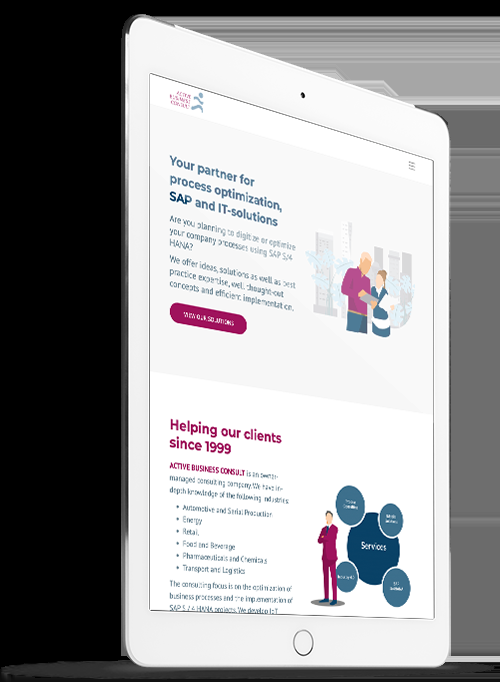 ACTIVE
BUSINESS
CONSULT
Your partner for
process optimization,
SAP and IT-solutions
Are you planning to digitize or optimize
your company processes using SAP S/4
HANA?
We offer ideas, solutions as well as best
practice expertise, well thought-out
concepts and efficient implementation.
VIEW OUR SOLUTIONS
Helping our clients
since 1999
ACTIVE BUSINESS CONSULT is an owner-
managed consulting company. We have in-
depth knowledge of the following industries:
Automotive and Serial Production
Energy
Retail
Food and Beverage
Pharmaceuticals and Chemicals
Transport and Logistics
Services
The consulting focus is on the optimization of
business processes and the implementation of
SAP S/4 HANA projects. We develop IoT